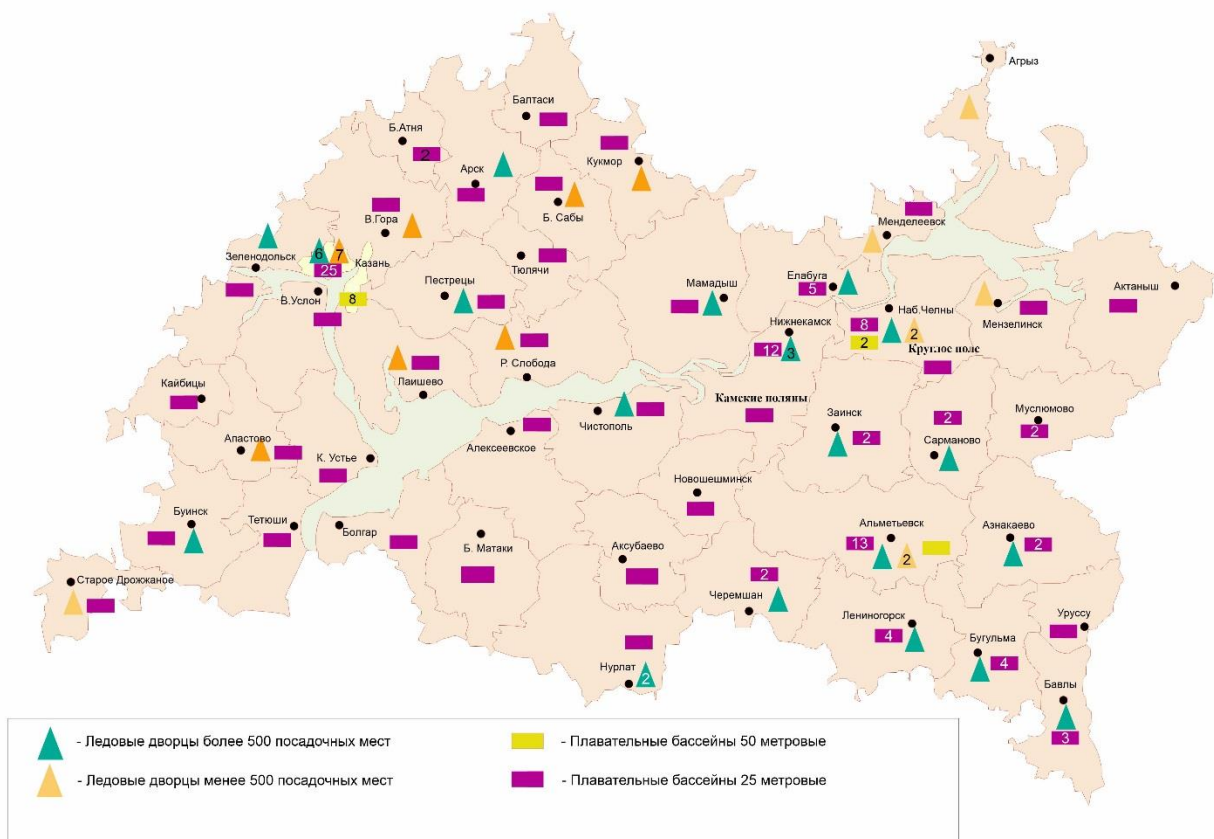 Агрыз
Балтаси
Б.Атня
2
Кукмор
Арск
Б. Сабы
В.Гора
Менделеевск
6
7
Казань
25
Зеленодольск
Тюлячи
Пестрецы
Мамадыш
Елабуга
5
Актаныш
В.Услон
8
Наб.Челны
Мензелинск
8
2
2
Нижнекамск
12
3
Круглое поле
Р. Слобода
Лаишево
Кайбицы
Камские поляны
Чистополь
Заинск
2
2
Сарманово
Муслюмово
2
Алексеевское
Апастово
К. Устье
Новошешминск
Буинск
Тетюши
Болгар
Б. Матаки
Аксубаево
Альметьевск
13
2
Азнакаево
2
Старое Дрожжаное
2
Черемшан
Лениногорск
4
Уруссу
Бугульма
4
Нурлат
2
Бавлы
3
- Ледовые дворцы более 500 посадочных мест
- Плавательные бассейны 50 метровые
- Ледовые дворцы менее 500 посадочных мест
- Плавательные бассейны 25 метровые